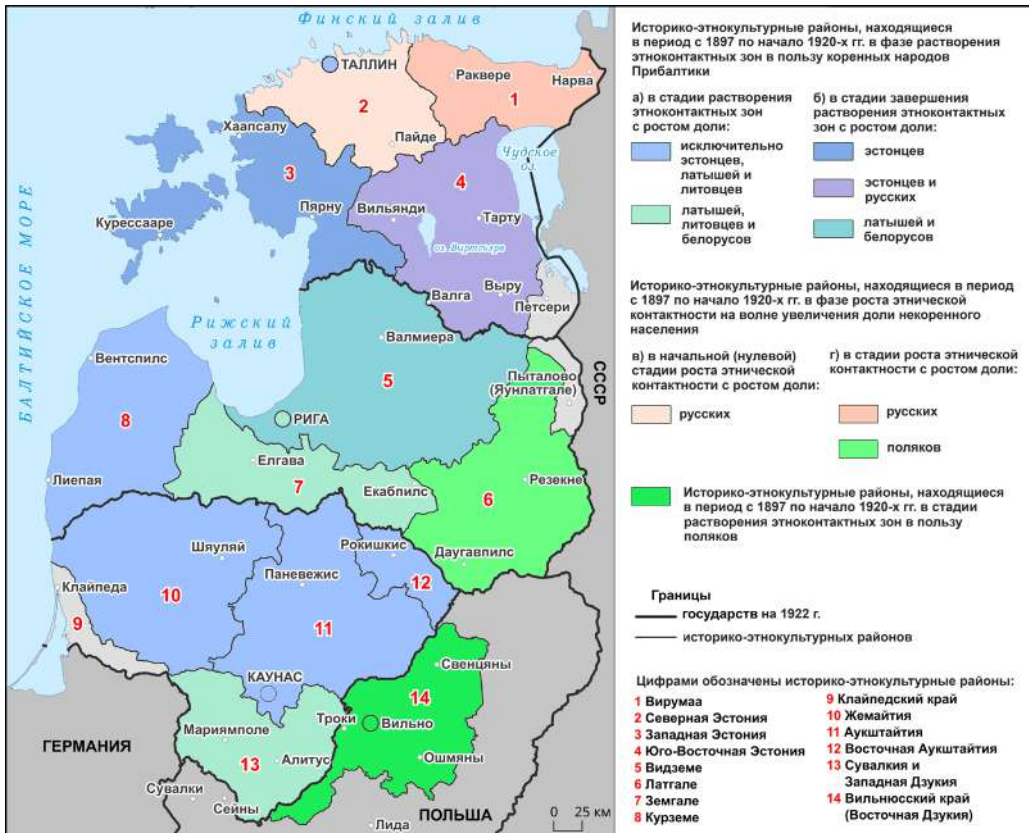 Финский залив
ТАЛЛИН
Раквере
Нарва
2
1
Хаапсалу
Пайде
Чудское
оз.
3
4
Пярну
Вильянди
Тарту
Курессааре
оз. Виртсъярв
БАЛТИЙСКОЕ МОРЕ
Выру
Валга
Петсери
Рижский
залив
Валмиера
Вентспилс
5
Пыталово
(Яунлатгале)
СССР
8
РИГА
Елгава
Лиепая
7
Екабпилс
6
Резекне
Рокишкис
Шяуляй
Даугавпилс
Паневежис
12
Клайпеда
10
9
11
Свенцяны
КАУНАС
14
Троки
Вильно
Мариямполе
ГЕРМАНИЯ
13
Алитус
Ошмяны
Сувалки
Сейны
ПОЛЬША
Лида
0 25 км
Историко-этнокультурные районы, находящиеся
в период с 1897 по начало 1920-х гг. в фазе растворения
этноконтактных зон в пользу коренных народов
Прибалтики
а) в стадии растворения
этноконтактных зон
с ростом доли:
исключительно
эстонцев,
латышей и
литовцев
латышей,
литовцев и
белорусов
б) в стадии завершения
растворения этноконтактных
зон с ростом доли:
эстонцев
эстонцев и
русских
латышей и
белорусов
Историко-этнокультурные районы, находящиеся в период
с 1897 по начало 1920-х гг. в фазе роста этнической
контактности на волне увеличения доли некоренного
населения
в) в начальной (нулевой)
стадии роста этнической
контактности с ростом доли:
русских
г) в стадии роста этнической
контактности с ростом доли:
русских
поляков
Историко-этнокультурные районы, находящиеся
в период с 1897 по начало 1920-х гг. в стадии
растворения этноконтактных зон в пользу
поляков
Границы
государств на 1922 г.
историко-этнокультурных районов
Цифрами обозначены историко-этнокультурные районы:
1 Вирумаа
2 Северная Эстония
3 Западная Эстония
4 Юго-Восточная Эстония
5 Видземе
6 Латгале
7 Земгале
8 Курземе
9 Клайпедский край
10 Жемайтия
11 Аукштайтия
12 Восточная Аукштайтия
13 Сувалкия и
Западная Дзукия
14 Вильнюсский край
(Восточная Дзукия)